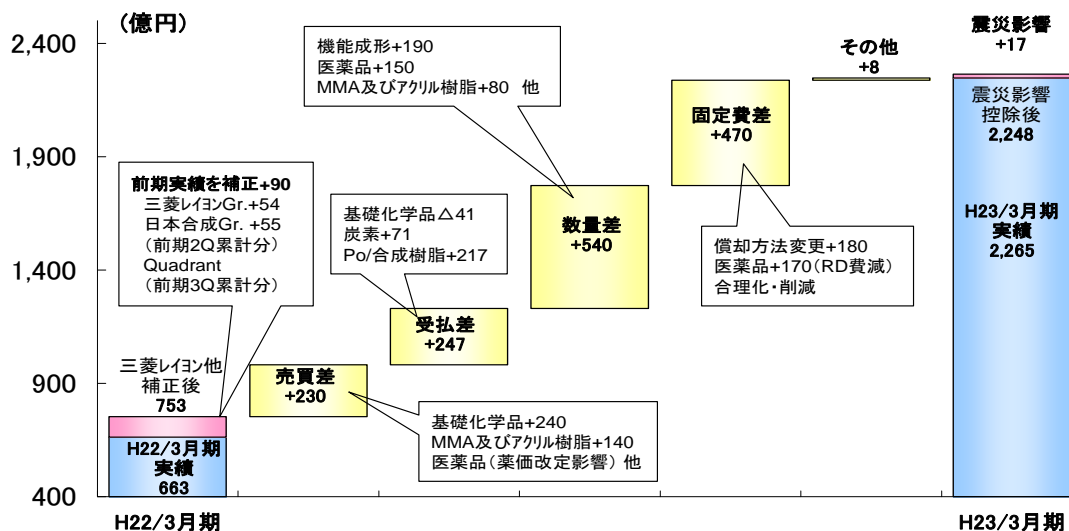 (億円)
2,400
1,900
1,400
900
400
前期実績を補正+90
三菱レイヨンGr.+54
日本合成Gr. +55
(前期2Q累計分)
Quadrant
(前期3Q累計分)
三菱レイヨン他
補正後
753
H22/3月期
実績
663
売買差
+230
基礎化学品+240
MMA及びアクリル樹脂+140
医薬品(薬価改定影響) 他
基礎化学品△41
炭素+71
Po/合成樹脂+217
受払差
+247
機能成形+190
医薬品+150
MMA及びアクリル樹脂+80 他
数量差
+540
固定費差
+470
償却方法変更+180
医薬品+170(RD費減)
合理化・削減
その他
+8
震災影響
+17
震災影響
控除後
2,248
H23/3月期
実績
2,265
H22/3月期
H23/3月期